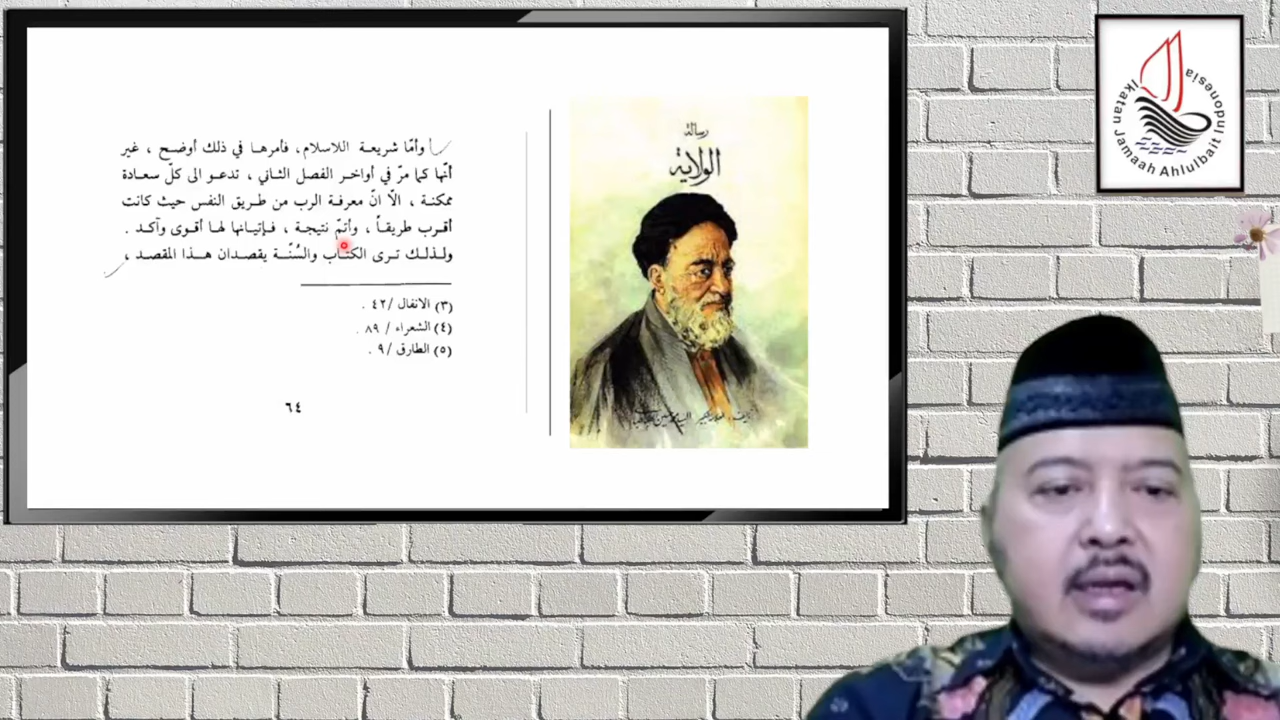 وأمّا شريعة اللاسلام، فأمرها في ذلك أوضح ، غير
أنّها كما مرّ في أواخر الفصل الثاني ، تدعو الى كلّ سعادة
ممكنة ، الّا انّ معرفة الرب من طريق النفس حيث كانت
أقرب طريقاً ، وأتمّ نتيجة ، فإتيانها لها أقوى وآكد .
ولذلك ترى الكتاب والسُنّة يقصدان هذا المقصد ،
(٣) الانفال /٤٢ .
(٤) الشعراء / ٨٩ .
(٥) الطارق /٩ .
٦٤
رسالة
الولاية
Ikatan Jamaah Ahlulbait Indonesia